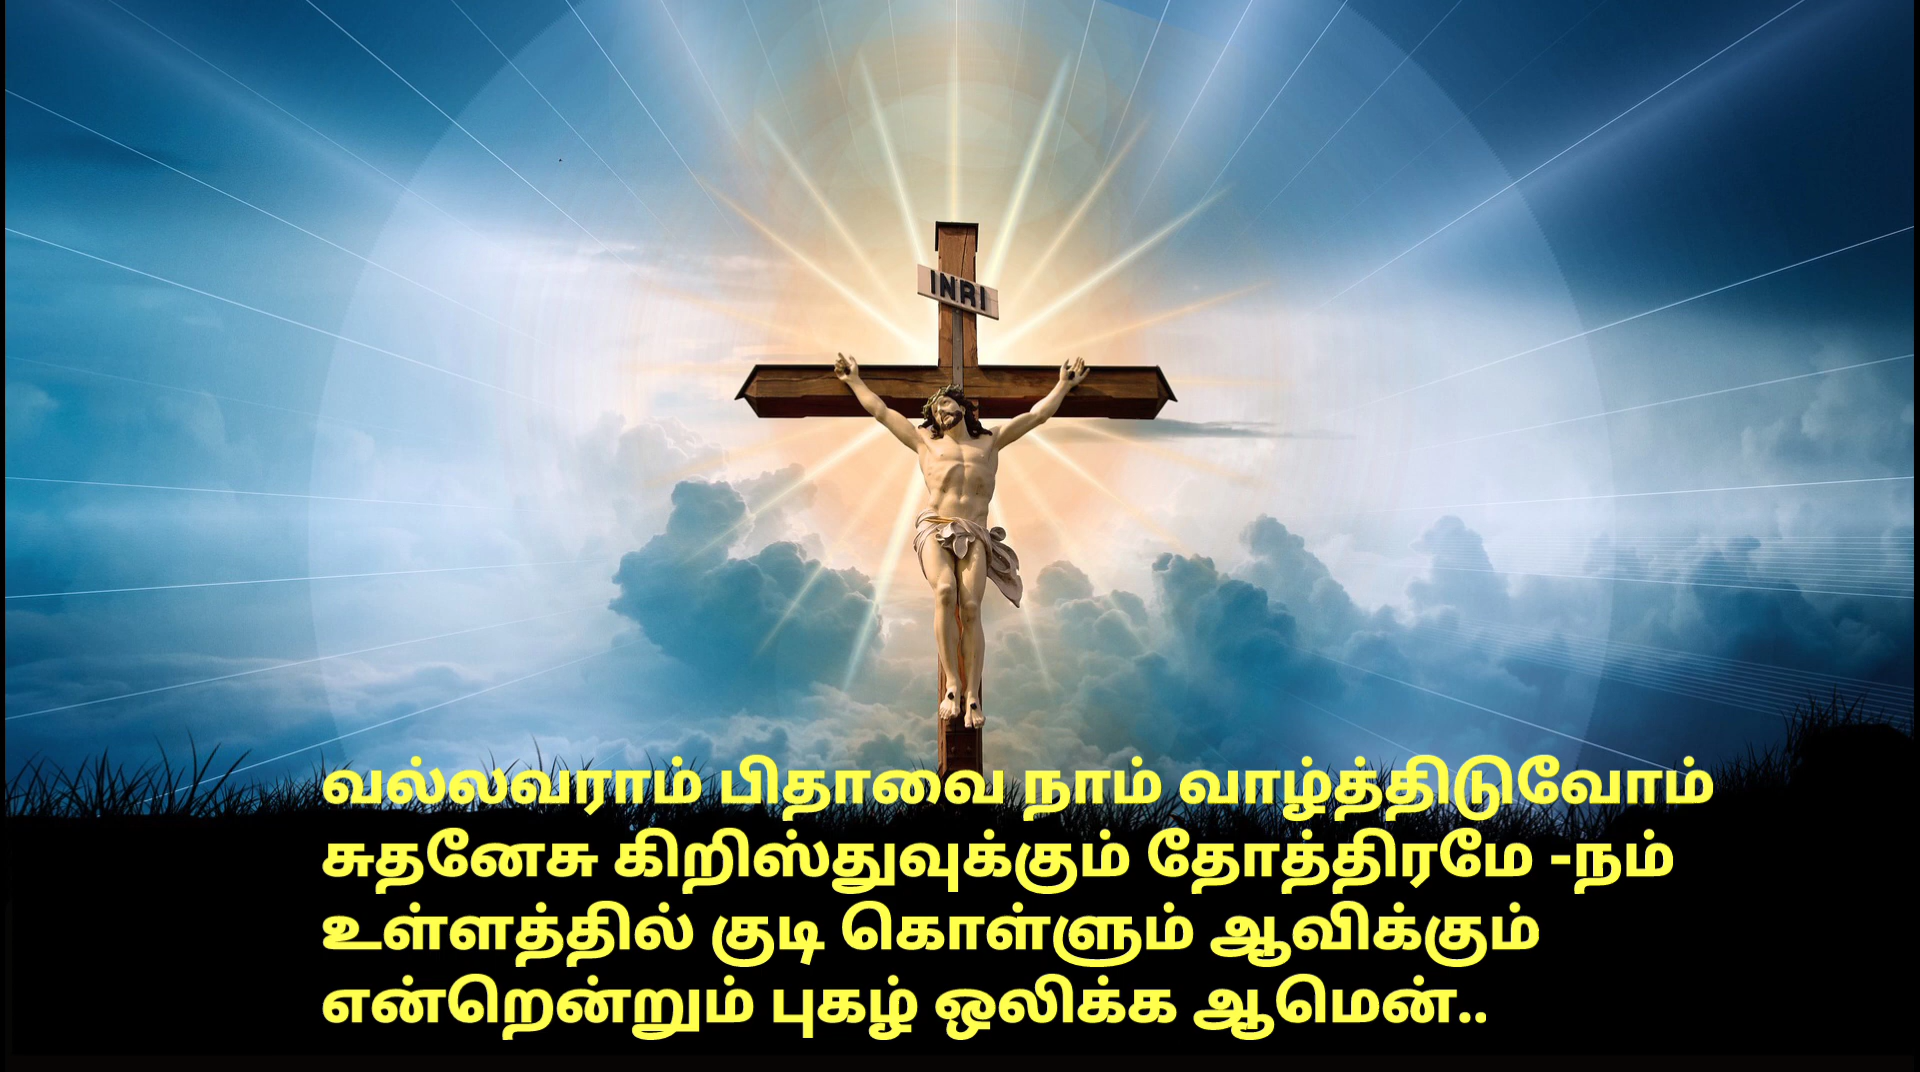 INRI
வல்லவராம் பிதாவை நாம் வாழ்த்திடுவோம்
சுதனேசு கிறிஸ்துவுக்கும் தோத்திரமே -நம்
உள்ளத்தில் குடி கொள்ளும் ஆவிக்கும்
என்றென்றும் புகழ் ஒலிக்க ஆமென்..